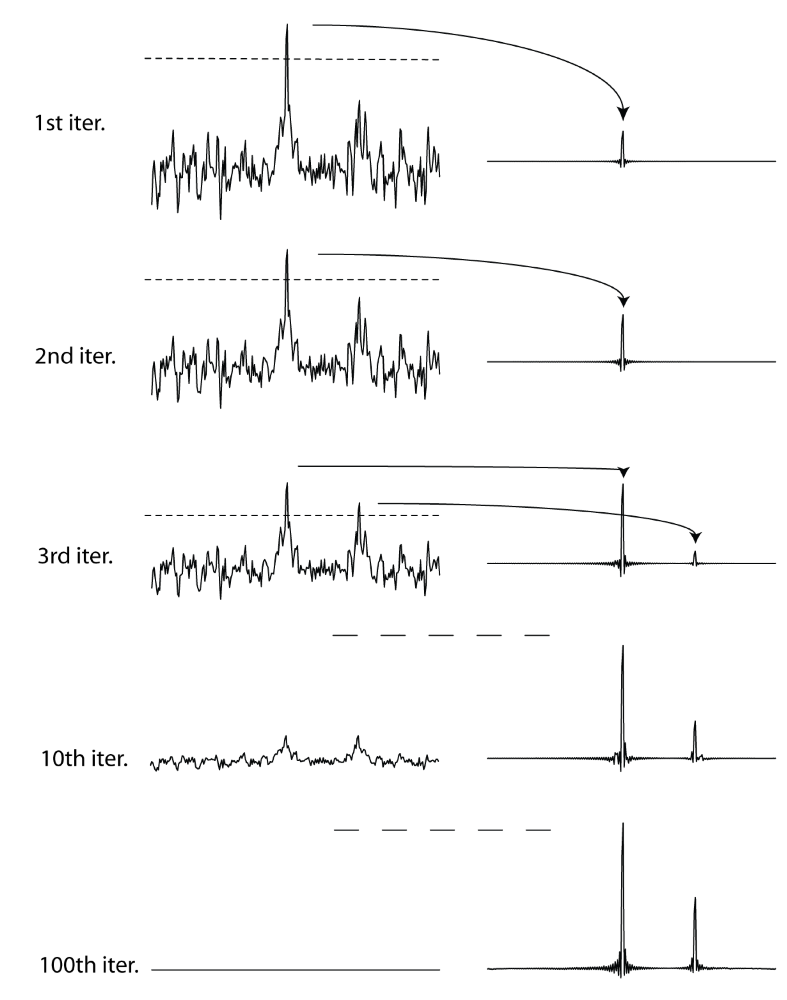 1st iter.
2nd iter.
3rd iter.
10th iter.
100th iter.